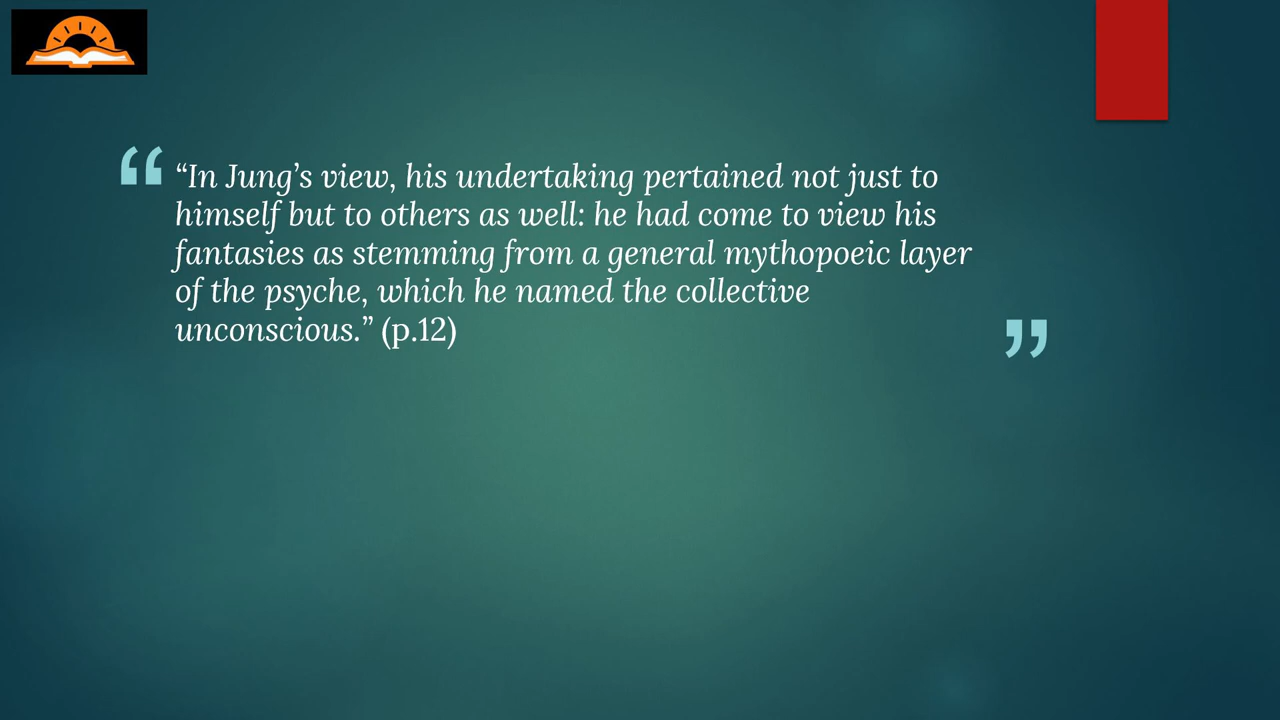 “In Jung’s view, his undertaking pertained not just to
himself but to others as well: he had come to view his
fantasies as stemming from a general mythopoeic layer
of the psyche, which he named the collective
unconscious.” (p.12)